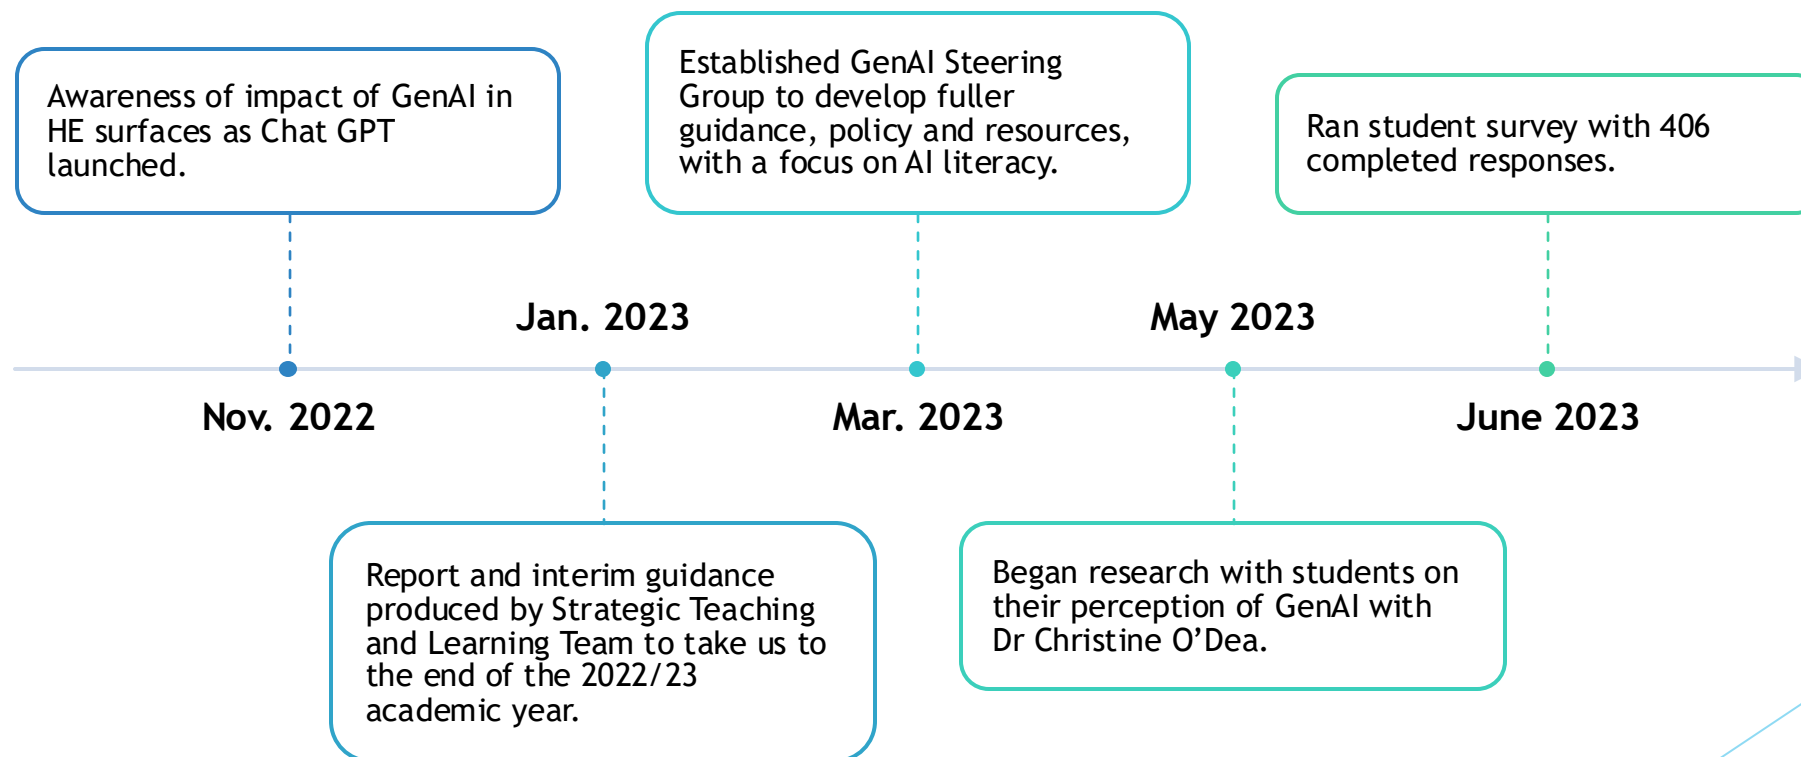 Awareness of impact of GenAI in
HE surfaces as Chat GPT
launched.
Nov. 2022
Jan. 2023
Report and interim guidance
produced by Strategic Teaching
and Learning Team to take us to
the end of the 2022/23
academic year.
Established GenAI Steering
Group to develop fuller
guidance, policy and resources,
with a focus on AI literacy.
Mar. 2023
May 2023
Began research with students on
their perception of GenAI with
Dr Christine O’Dea.
Ran student survey with 406
completed responses.
June 2023